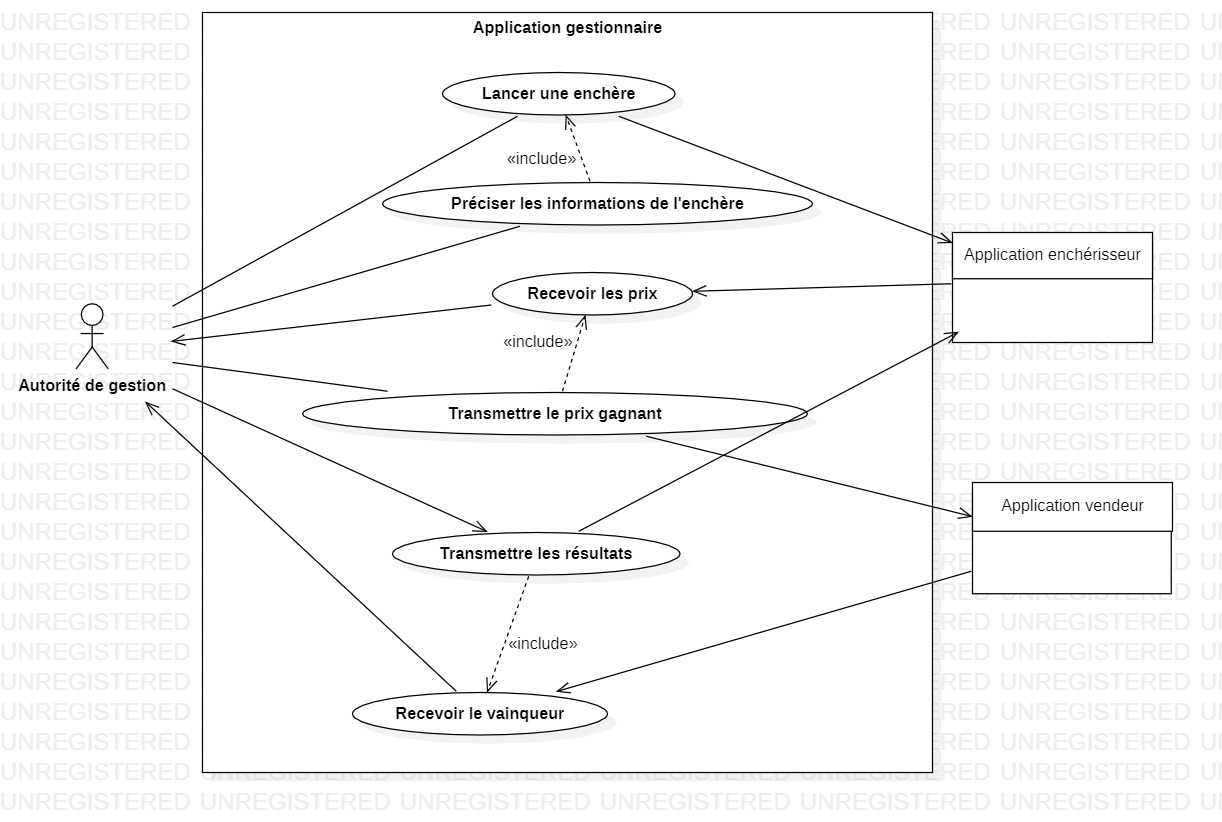 Application gestionnaire
Lancer une enchère
«include»
Préciser les informations de l'enchère
Application enchérisseur
Recevoir les prix
«include»
Autorité de gestion
Transmettre le prix gagnant
Application vendeur
Transmettre les résultats
«include»
Recevoir le vainqueur
UNREGISTERED UNREGISTERED UNREGISTERED UNREGISTERED UNREGISTERED UNREGISTERED UN